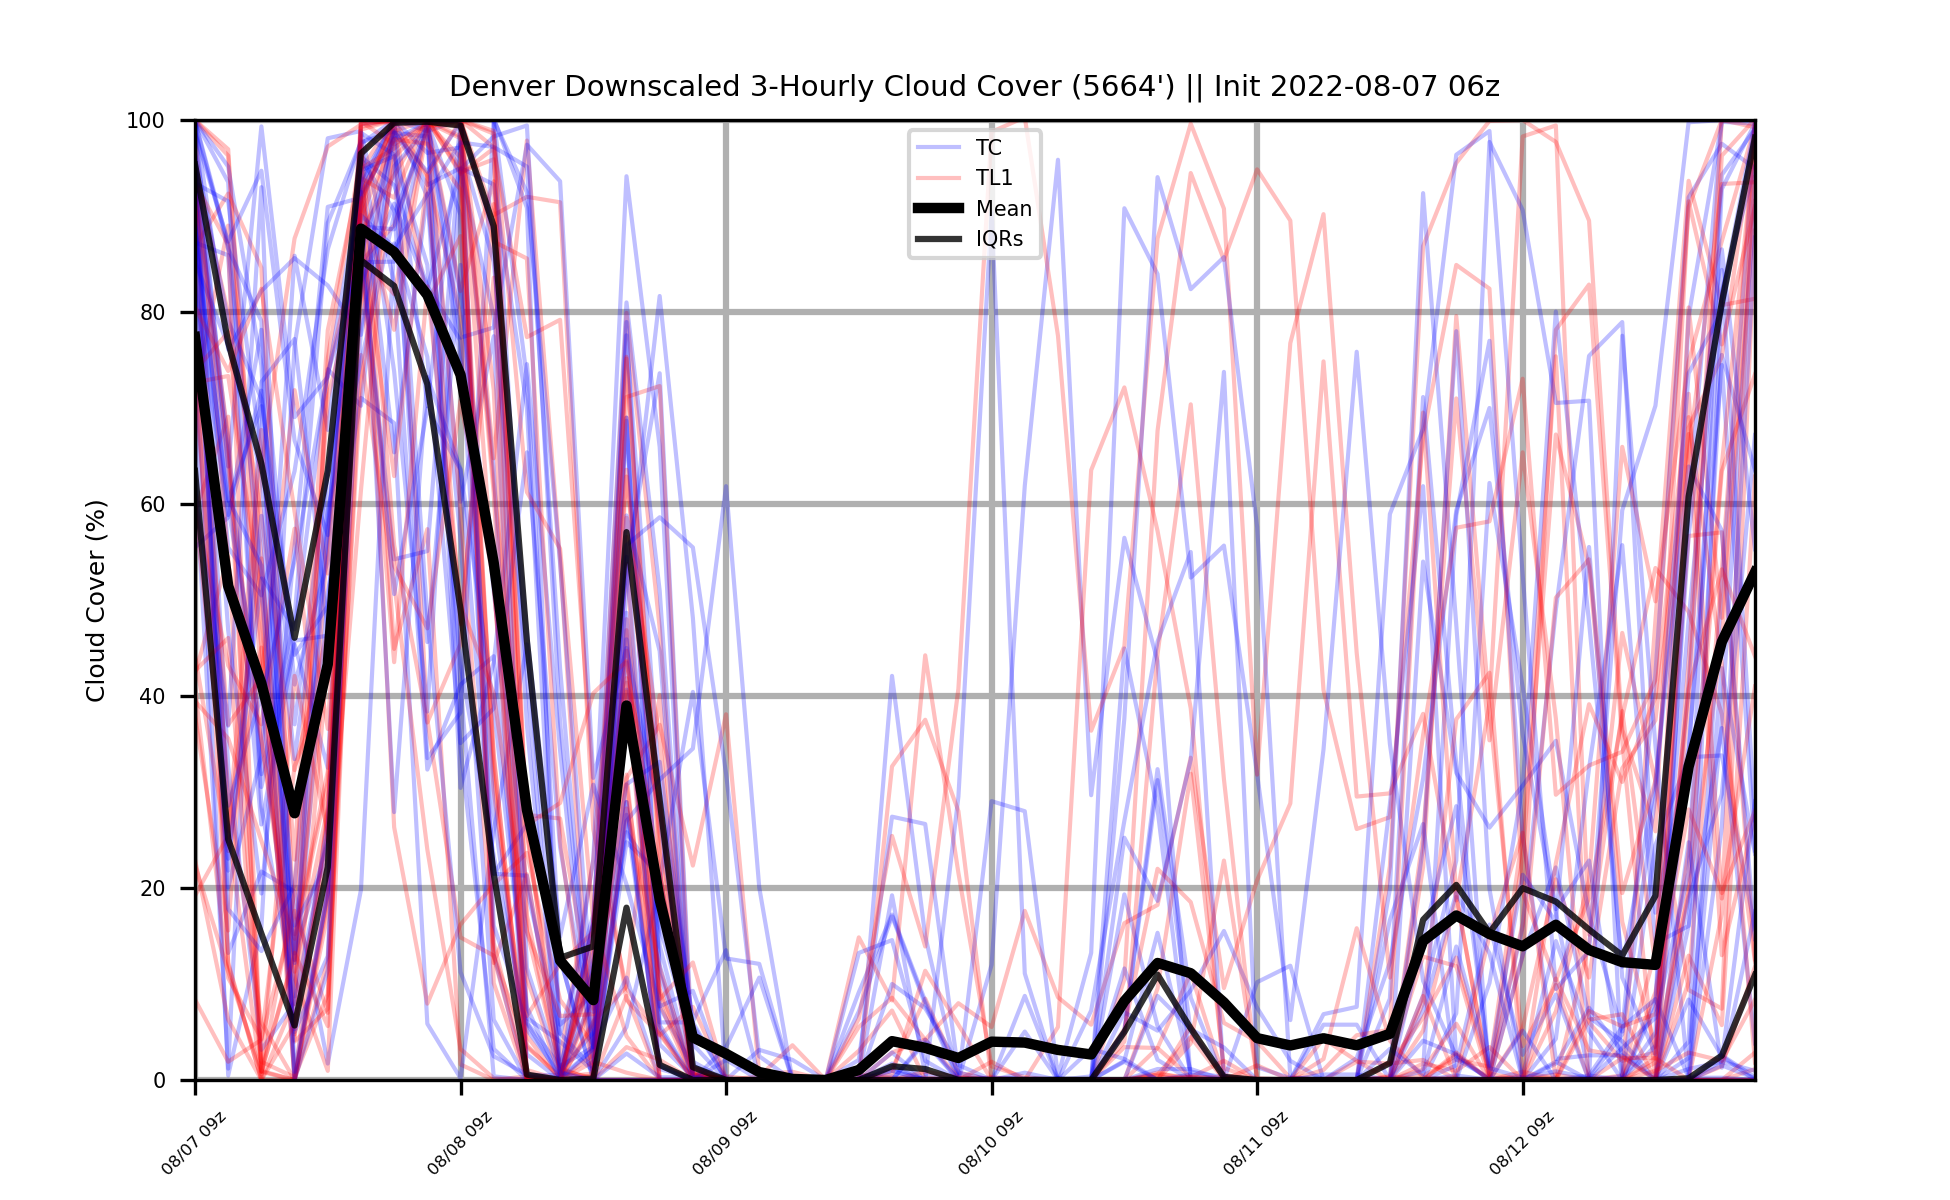 Denver Downscaled 3-Hourly Cloud Cover (5664') || Init 2022-08-07 06z
Cloud Cover (%)
100
80
60
40
20
0
TC
TL1
Mean
IQRs
08/07 09z
08/08 09z
08/09 09z
08/10 09z
08/11 09z
08/12 09z